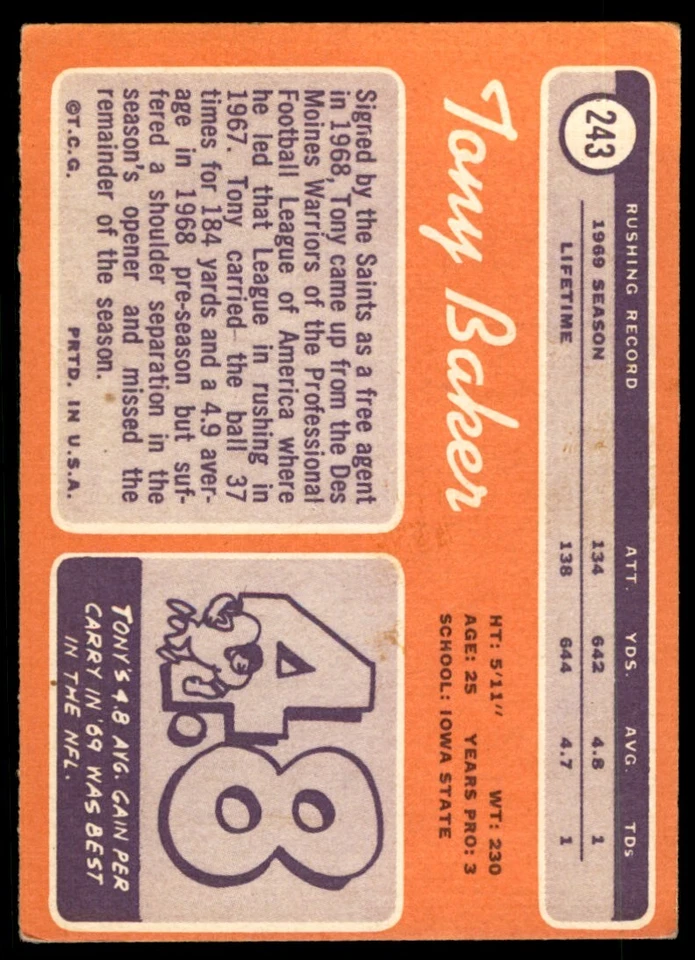 243
RUSHING RECORD ATT. YDS. AVG. TDs
1969 SEASON 134 642 4.8 1
LIFETIME 138 644 4.7 1
Tony Baker
HT: 5'11" WT: 230
AGE: 25 YEARS PRO: 3
SCHOOL: IOWA STATE
Signed by the Saints as a free agent
in 1968, Tony came up from the Des
Moines Warriors of the Professional
Football League of America where
he led that League in rushing in
1967. Tony carried the ball 37
times for 184 yards and a 4.9 aver-
age in 1968 pre-season but suf-
fered a shoulder separation in the
season's opener and missed the
remainder of the season.
©T.C.G. PRTD. IN U.S.A.
4.8
TONY'S 4.8 AVG. GAIN PER
CARRY IN '69 WAS BEST
IN THE NFL.